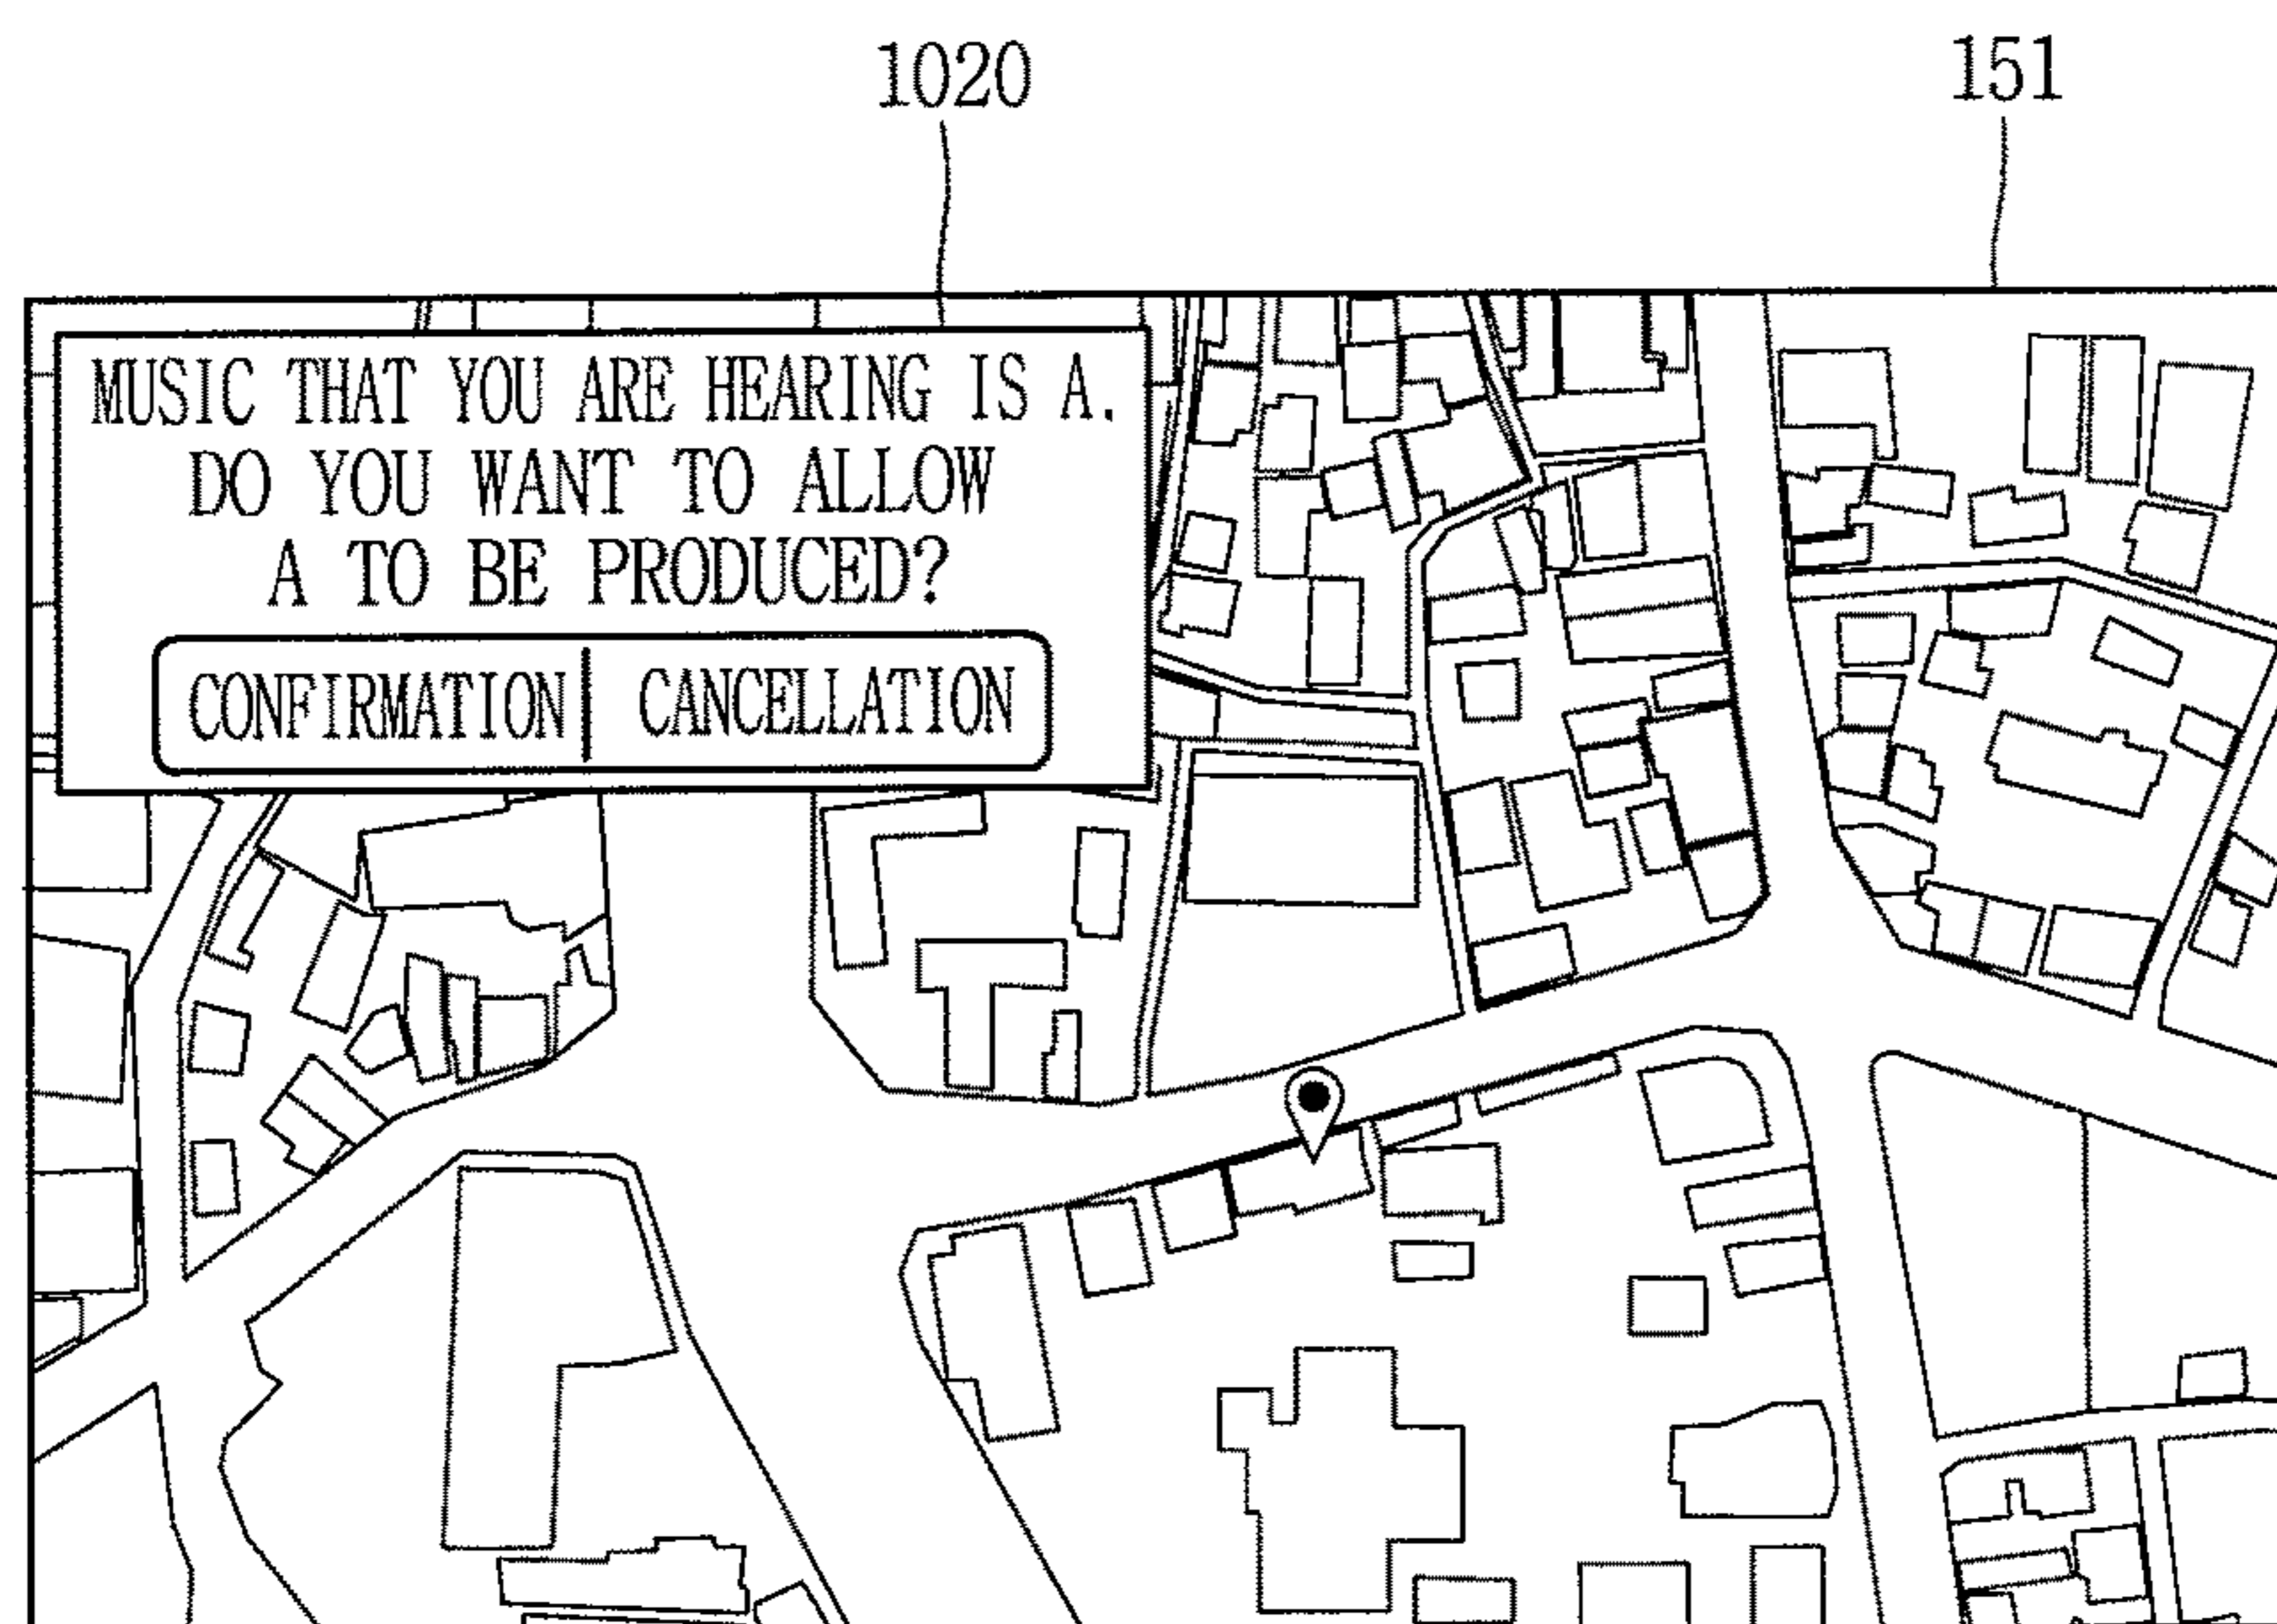 1020
151
MUSIC THAT YOU ARE HEARING IS A.
DO YOU WANT TO ALLOW
A TO BE PRODUCED?
CONFIRMATION CANCELLATION